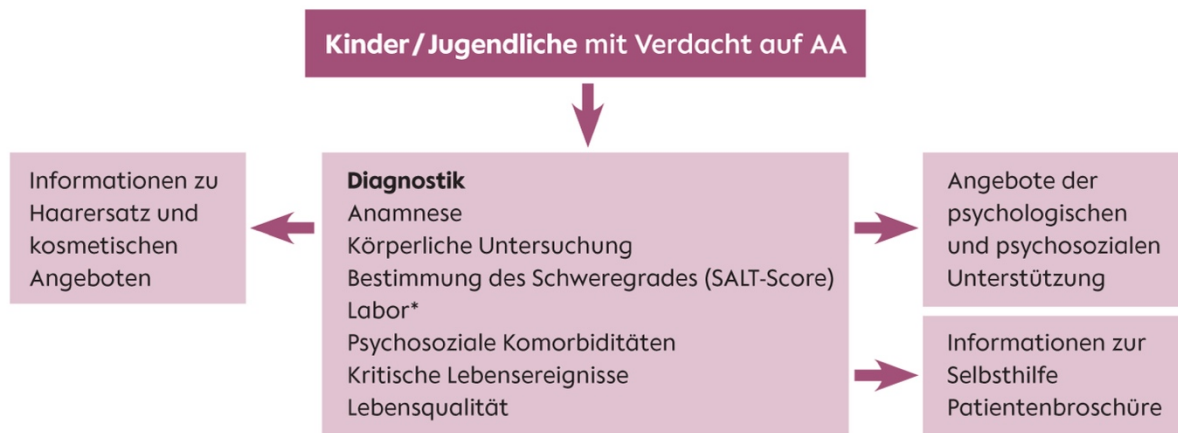 Kinder/Jugendliche mit Verdacht auf AA
Informationen zu
Haarersatz und
kosmetischen
Angeboten
Diagnostik
Anamnese
Körperliche Untersuchung
Bestimmung des Schweregrades (SALT-Score)
Labor*
Psychosoziale Komorbiditäten
Kritische Lebensereignisse
Lebensqualität
Angebote der
psychologischen
und psychosozialen
Unterstützung
Informationen zur
Selbsthilfe
Patientenbroschüre